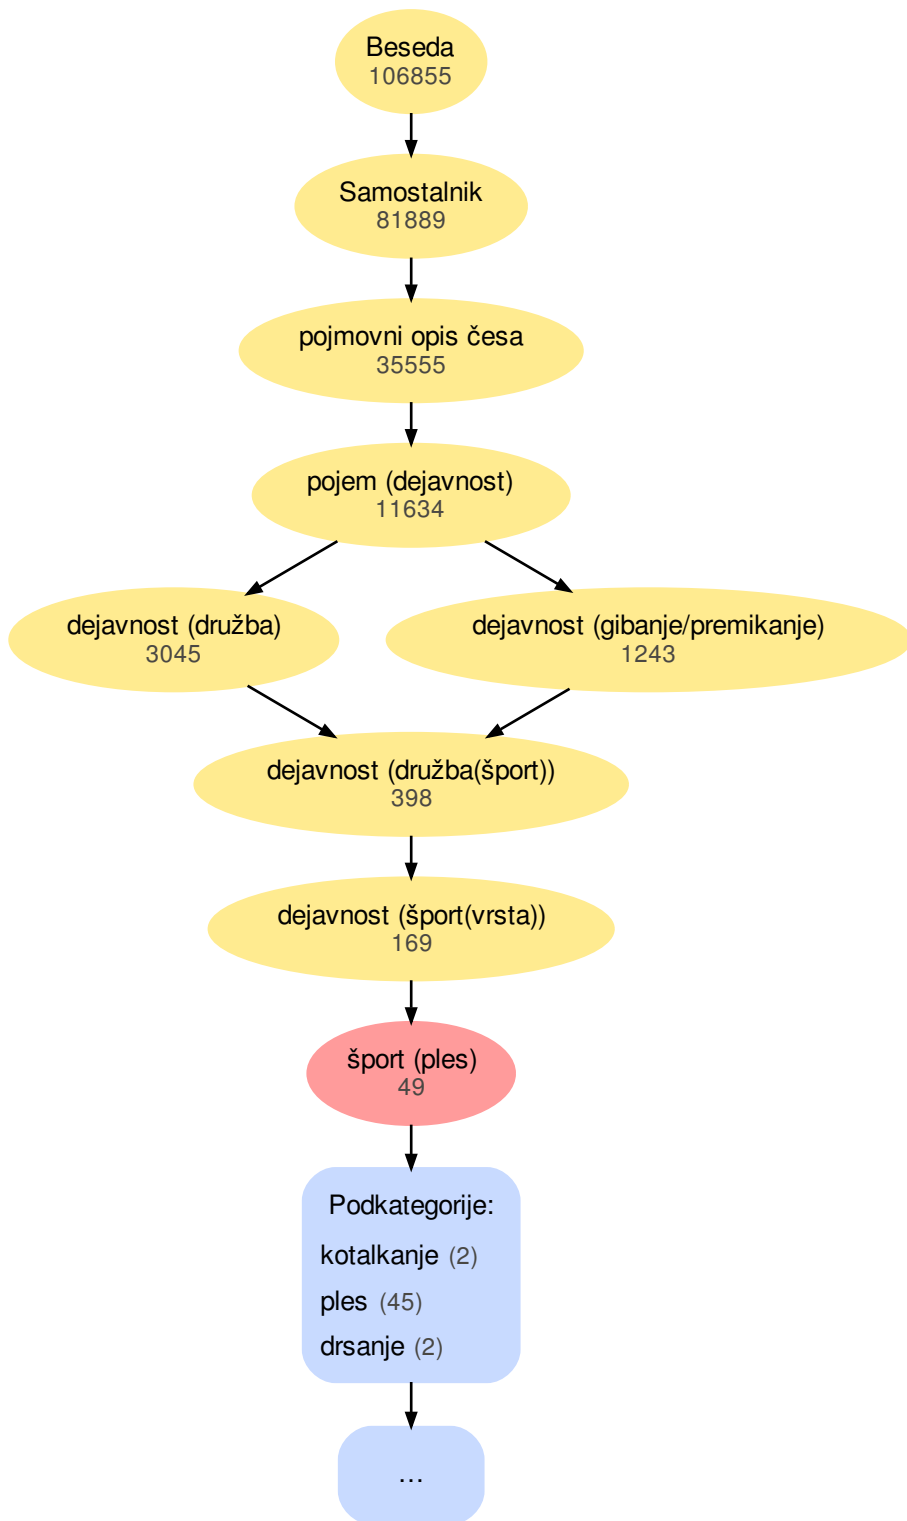 Beseda
106855
Samostalnik
81889
pojmovni opis česa
35555
pojem (dejavnost)
11634
dejavnost (družba)
3045
dejavnost (gibanje/premikanje)
1243
dejavnost (družba(šport))
398
dejavnost (šport(vrsta))
169
šport (ples)
49
Podkategorije:
kotalkanje (2)
ples (45)
drsanje (2)
...